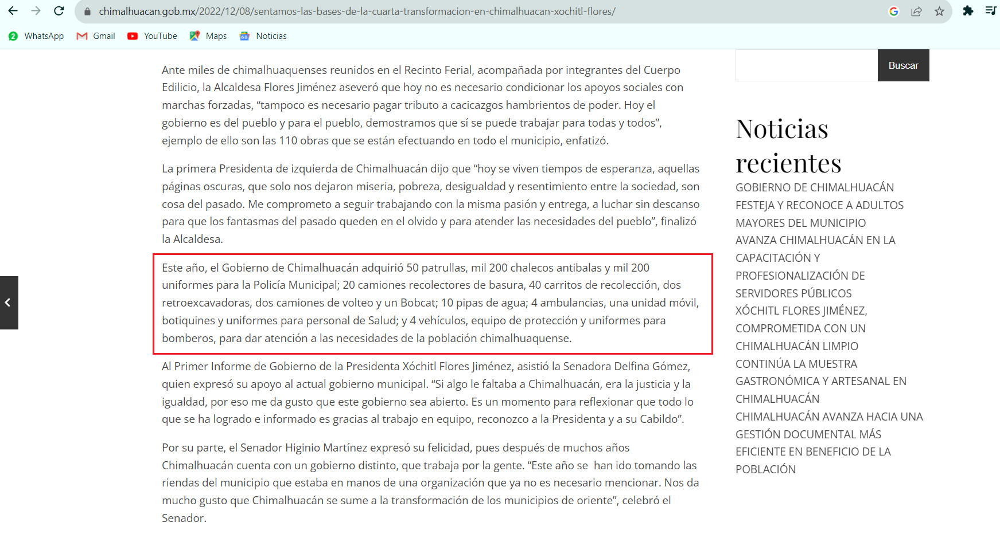 chimalhuacan.gob.mx/2022/12/08/sentamos-las-bases-de-la-cuarta-transformacion-en-chimalhuacan-xochitl-flores/
2 WhatsApp Gmail YouTube Maps Noticias
Ante miles de chimalhuaquenses reunidos en el Recinto Ferial, acompañada por integrantes del Cuerpo
Edilicio, la Alcaldesa Flores Jiménez aseveró que hoy no es necesario condicionar los apoyos sociales con
marchas forzadas, “tampoco es necesario pagar tributo a cacicazgos hambrientos de poder. Hoy el
gobierno es del pueblo y para el pueblo, demostramos que sí se puede trabajar para todas y todos”,
ejemplo de ello son las 110 obras que se están efectuando en todo el municipio, enfatizó.
La primera Presidenta de izquierda de Chimalhuacán dijo que “hoy se viven tiempos de esperanza, aquellas
páginas oscuras, que solo nos dejaron miseria, pobreza, desigualdad y resentimiento entre la sociedad, son
cosa del pasado. Me comprometo a seguir trabajando con la misma pasión y entrega, a luchar sin descanso
para que los fantasmas del pasado queden en el olvido y para atender las necesidades del pueblo”, finalizó
la Alcaldesa.
Este año, el Gobierno de Chimalhuacán adquirió 50 patrullas, mil 200 chalecos antibalas y mil 200
uniformes para la Policía Municipal; 20 camiones recolectores de basura, 40 carritos de recolección, dos
retroexcavadoras, dos camiones de volteo y un Bobcat; 10 pipas de agua; 4 ambulancias, una unidad móvil,
botiquines y uniformes para personal de Salud; y 4 vehículos, equipo de protección y uniformes para
bomberos, para dar atención a las necesidades de la población chimalhuaquense.
Al Primer Informe de Gobierno de la Presidenta Xóchitl Flores Jiménez, asistió la Senadora Delfina Gómez,
quien expresó su apoyo al actual gobierno municipal. “Si algo le faltaba a Chimalhuacán, era la justicia y la
igualdad, por eso me da gusto que este gobierno sea abierto. Es un momento para reflexionar que todo lo
que se ha logrado e informado es gracias al trabajo en equipo, reconozco a la Presidenta y a su Cabildo”.
Por su parte, el Senador Higinio Martínez expresó su felicidad, pues después de muchos años
Chimalhuacán cuenta con un gobierno distinto, que trabaja por la gente. “Este año se han ido tomando las
riendas del municipio que estaba en manos de una organización que ya no es necesario mencionar. Nos da
mucho gusto que Chimalhuacán se sume a la transformación de los municipios de oriente”, celebró el
Senador.
Buscar
Noticias
recientes
GOBIERNO DE CHIMALHUACÁN
FESTEJA Y RECONOCE A ADULTOS
MAYORES DEL MUNICIPIO
AVANZA CHIMALHUACÁN EN LA
CAPACITACIÓN Y
PROFESIONALIZACIÓN DE
SERVIDORES PÚBLICOS
XÓCHITL FLORES JIMÉNEZ,
COMPROMETIDA CON UN
CHIMALHUACÁN LIMPIO
CONTINÚA LA MUESTRA
GASTRONÓMICA Y ARTESANAL EN
CHIMALHUACÁN
CHIMALHUACÁN AVANZA HACIA UNA
GESTIÓN DOCUMENTAL MÁS
EFICIENTE EN BENEFICIO DE LA
POBLACIÓN